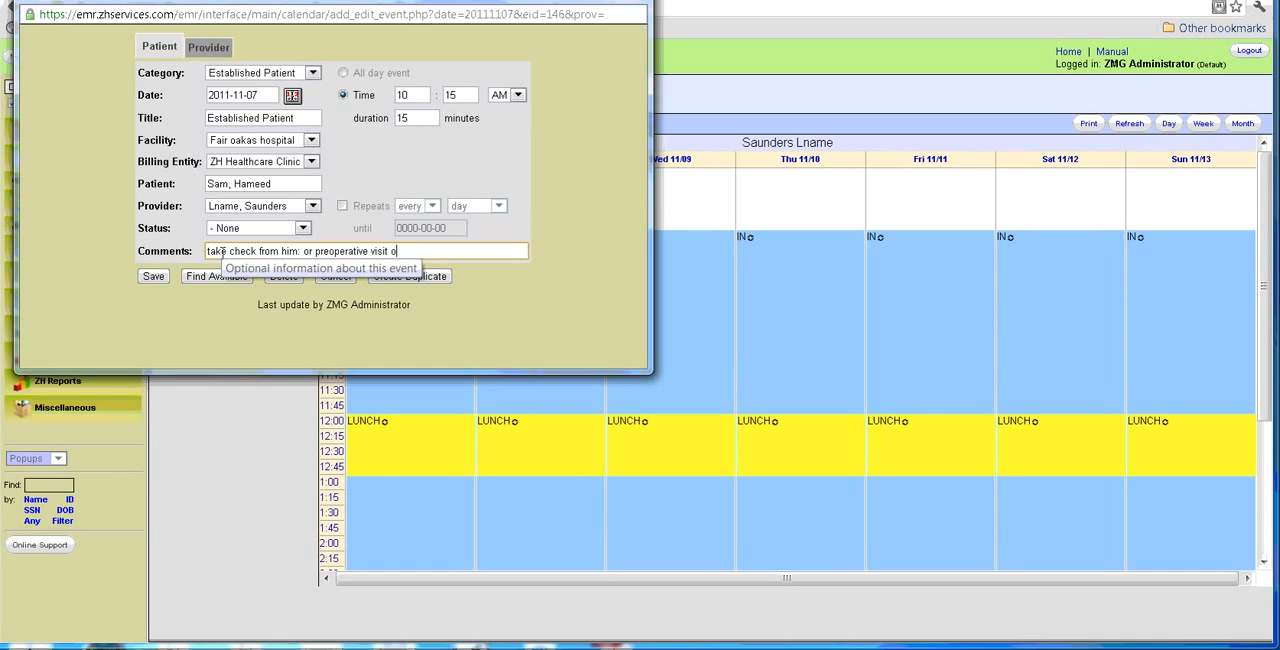 https://emr.zhservices.com/emr/interface/main/calendar/add_edit_event.php?date=20111107&eid=146&prov=
Other bookmarks
Patient Provider
Home | Manual Logout
Logged in: ZMG Administrator (Default)
Category: Established Patient All day event
Date: 2011-11-07 Time 10 : 15 AM
Title: Established Patient duration 15 minutes
Facility: Fair oakas hospital
Billing Entity: ZH Healthcare Clinic
Patient: Sam, Hameed
Provider: Lname, Saunders Repeats every day
Status: - None until 0000-00-00
Comments: take check from him: or preoperative visit o
Optional information about this event
Save Find Available Delete Cancel Create Duplicate
Last update by ZMG Administrator
Print Refresh Day Week Month
Saunders Lname
Wed 11/09 Thu 11/10 Fri 11/11 Sat 11/12 Sun 11/13
IN IN IN IN
ZH Reports
Miscellaneous
Popups
Find:
by: Name ID
SSN DOB
Any Filter
Online Support
11:30
11:45
12:00 LUNCH LUNCH LUNCH LUNCH LUNCH LUNCH LUNCH
12:15
12:30
12:45
1:00
1:15
1:30
1:45
2:00
2:15